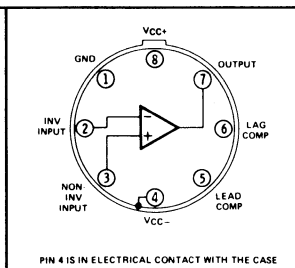 VCC+
GND
8
OUTPUT
1
7
INV
INPUT
2
−
+
6
LAG
COMP
3
5
NON-
INV
INPUT
4
LEAD
COMP
VCC−
PIN 4 IS IN ELECTRICAL CONTACT WITH THE CASE